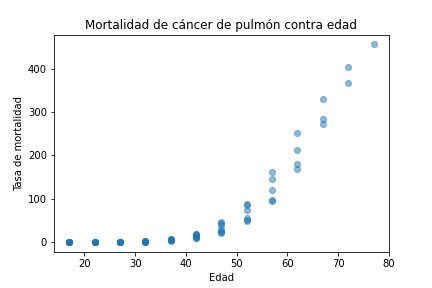 Mortalidad de cáncer de pulmón contra edad
Tasa de mortalidad
400
300
200
100
0
20 30 40 50 60 70 80
Edad